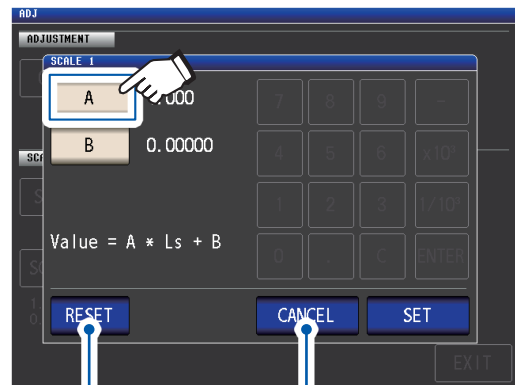 ADJ
ADJUSTMENT
SCALE 1
A
7 8 9 -
B 0.00000
4 5 6 x10³
1 2 3 1/10³
Value = A * Ls + B
0 . C ENTER
RESET CANCEL SET
EXIT